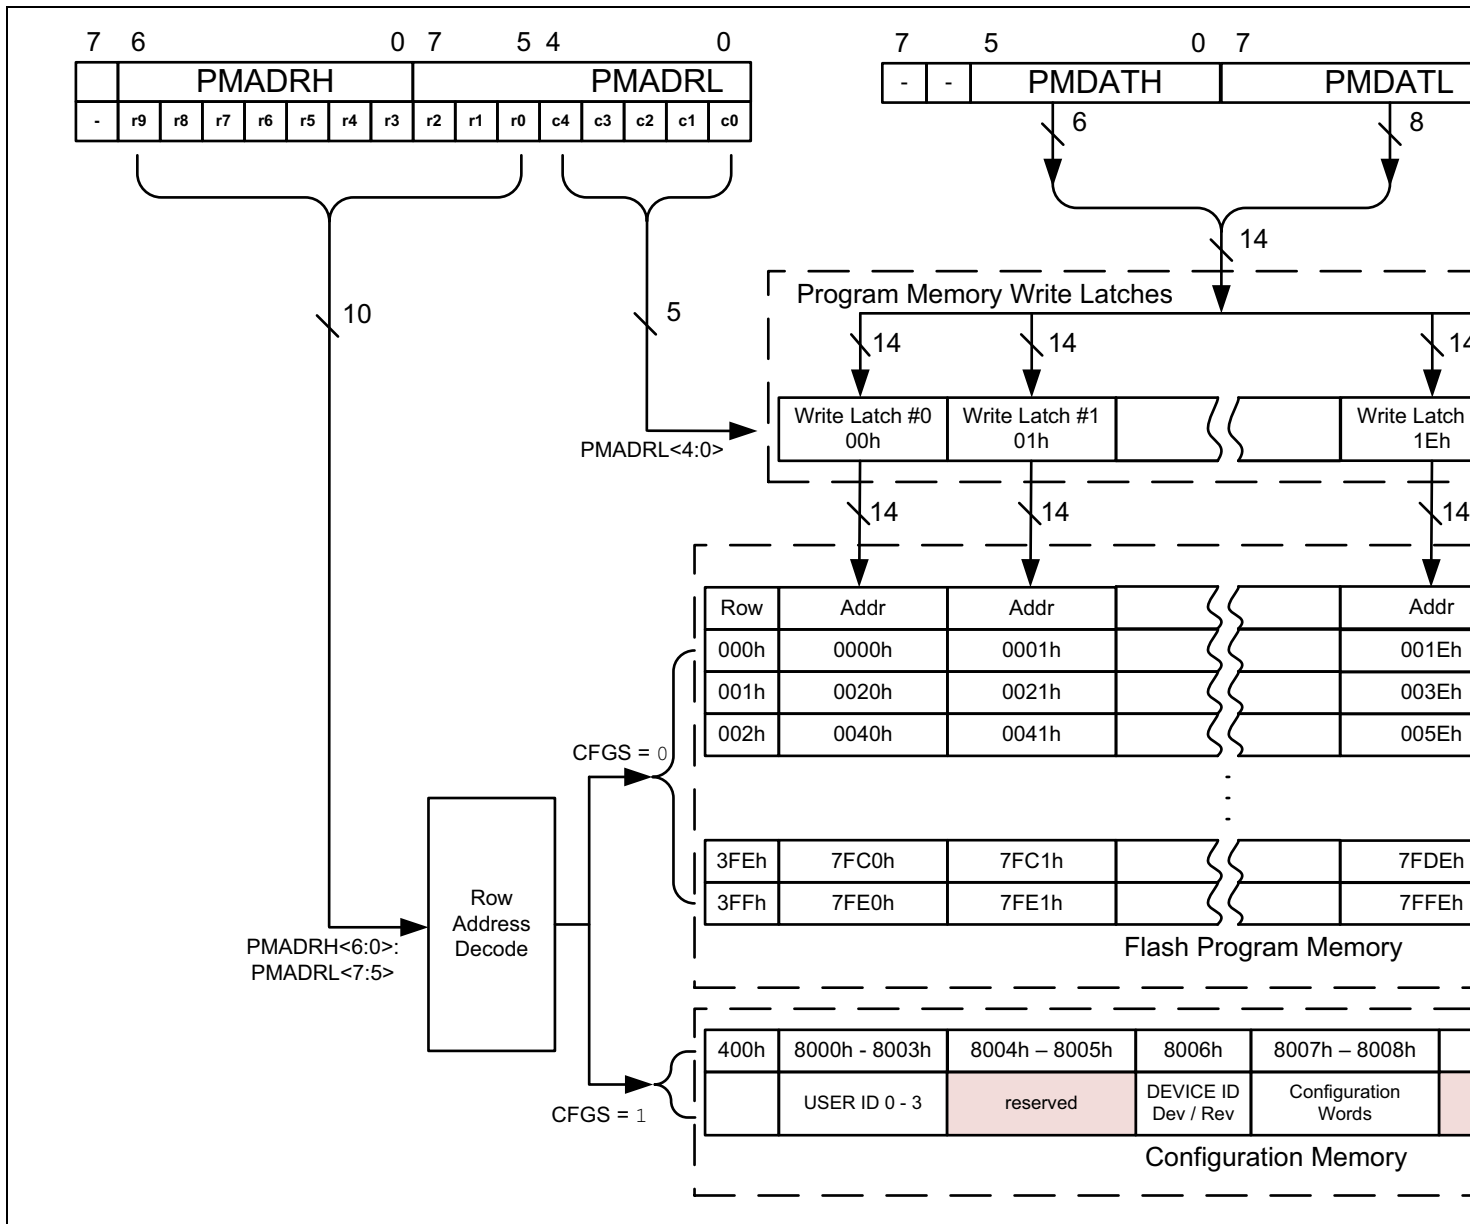 7 6 0 7 5 4 0
7 5 0 7
PMADRH PMADRL
- - PMDATH PMDATL
- r9 r8 r7 r6 r5 r4 r3 r2 r1 r0 c4 c3 c2 c1 c0
6 8
14
10 5
Program Memory Write Latches
14 14 14
PMADRL<4:0>
Write Latch #0
00h
Write Latch #1
01h
Write Latch
1Eh
14 14 14
Row Addr Addr Addr
000h 0000h 0001h 001Eh
001h 0020h 0021h 003Eh
002h 0040h 0041h 005Eh
CFGS = 0
3FEh 7FC0h 7FC1h 7FDEh
3FFh 7FE0h 7FE1h 7FFEh
Flash Program Memory
Row
Address
Decode
PMADRH<6:0>:
PMADRL<7:5>
400h 8000h - 8003h 8004h – 8005h 8006h 8007h – 8008h
USER ID 0 - 3
reserved
DEVICE ID
Dev / Rev
Configuration
Words
CFGS = 1
Configuration Memory